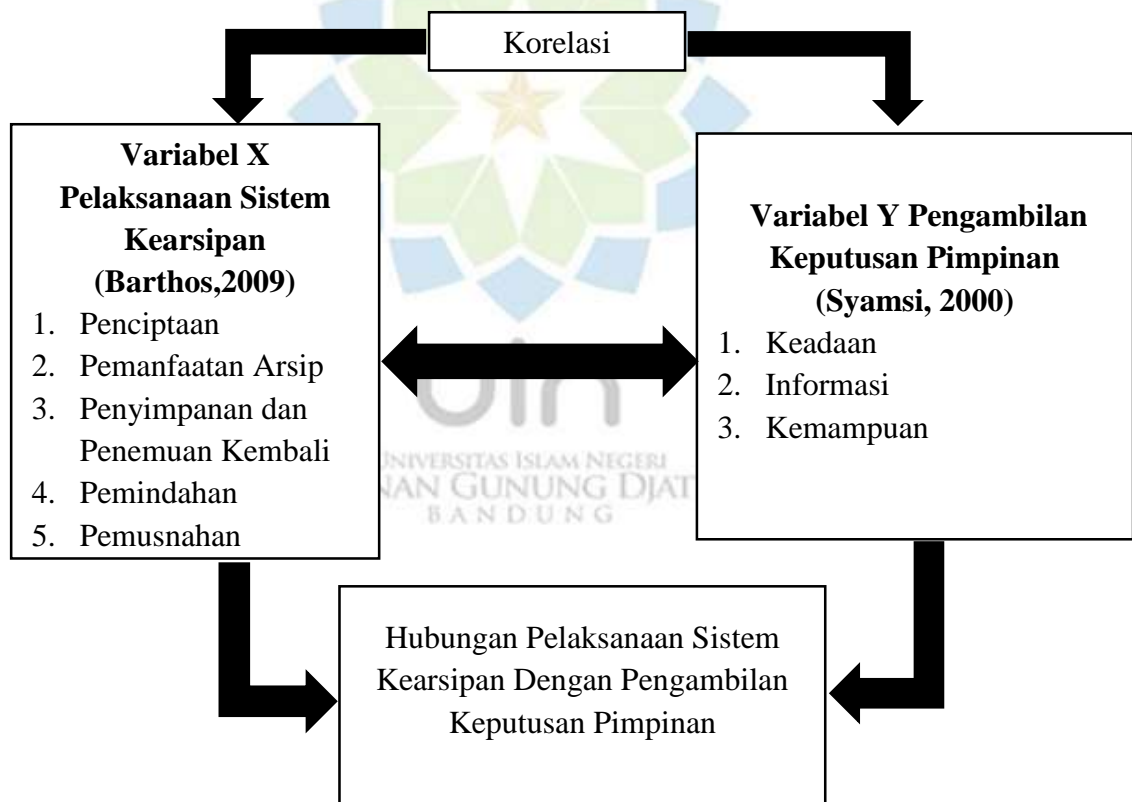 Korelasi
Variabel X
Pelaksanaan Sistem
Kearsipan
(Barthos,2009)
1. Penciptaan
2. Pemanfaatan Arsip
3. Penyimpanan dan
Penemuan Kembali
4. Pemindahan
5. Pemusnahan
Variabel Y Pengambilan
Keputusan Pimpinan
(Syamsi, 2000)
1. Keadaan
2. Informasi
3. Kemampuan
uin
UNIVERSITAS ISLAM NEGERI
GUNUNG
BANDUNG
Hubungan Pelaksanaan Sistem
Kearsipan Dengan Pengambilan
Keputusan Pimpinan